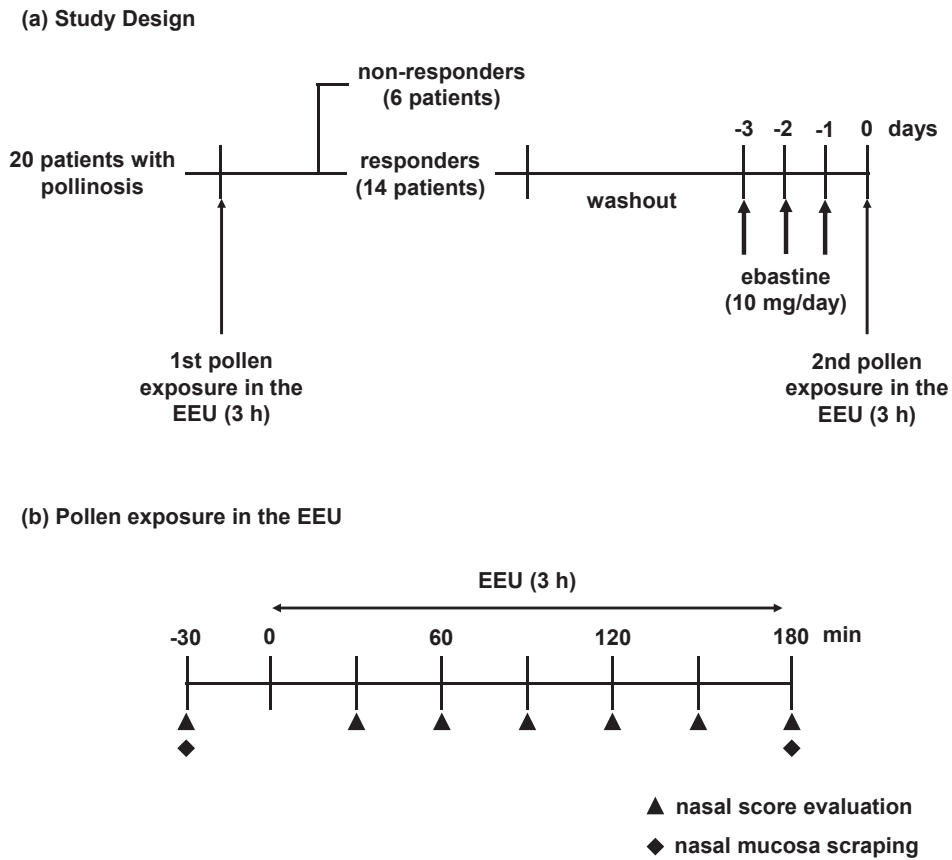 (a) Study Design
non-responders
(6 patients)
-3 -2 -1 0 days
20 patients with
pollinosis
responders
(14 patients)
washout
ebastine
(10 mg/day)
1st pollen
exposure in the
EEU (3 h)
2nd pollen
exposure in the
EEU (3 h)
(b) Pollen exposure in the EEU
EEU (3 h)
-30 0 60 120 180 min
nasal score evaluation
nasal mucosa scraping